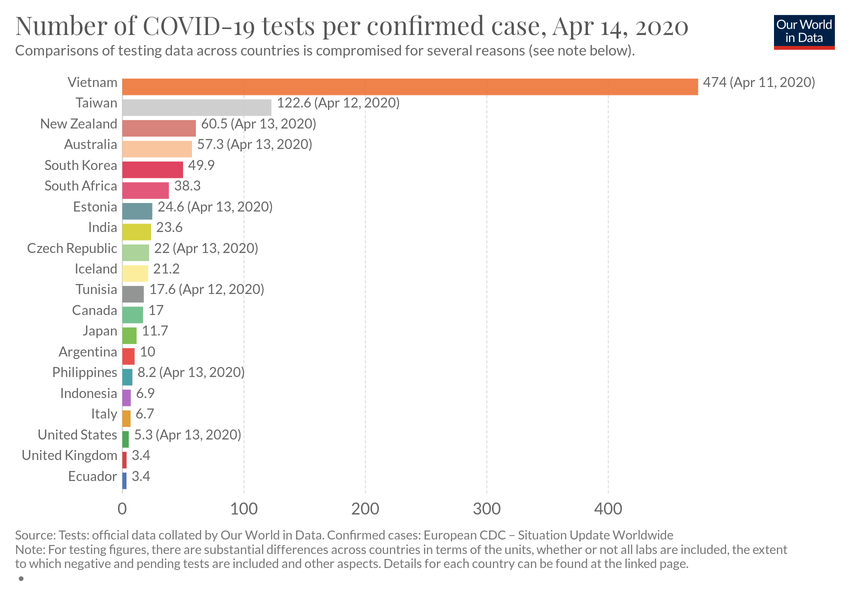 Number of COVID-19 tests per confirmed case, Apr 14, 2020
Our World
in Data
Comparisons of testing data across countries is compromised for several reasons (see note below).
Vietnam 474 (Apr 11, 2020)
Taiwan 122.6 (Apr 12, 2020)
New Zealand 60.5 (Apr 13, 2020)
Australia 57.3 (Apr 13, 2020)
South Korea 49.9
South Africa 38.3
Estonia 24.6 (Apr 13, 2020)
India 23.6
Czech Republic 22 (Apr 13, 2020)
Iceland 21.2
Tunisia 17.6 (Apr 12, 2020)
Canada 17
Japan 11.7
Argentina 10
Philippines 8.2 (Apr 13, 2020)
Indonesia 6.9
Italy 6.7
United States 5.3 (Apr 13, 2020)
United Kingdom 3.4
Ecuador 3.4
0 100 200 300 400
Source: Tests: official data collated by Our World in Data. Confirmed cases: European CDC – Situation Update Worldwide
Note: For testing figures, there are substantial differences across countries in terms of the units, whether or not all labs are included, the extent
to which negative and pending tests are included and other aspects. Details for each country can be found at the linked page.
•